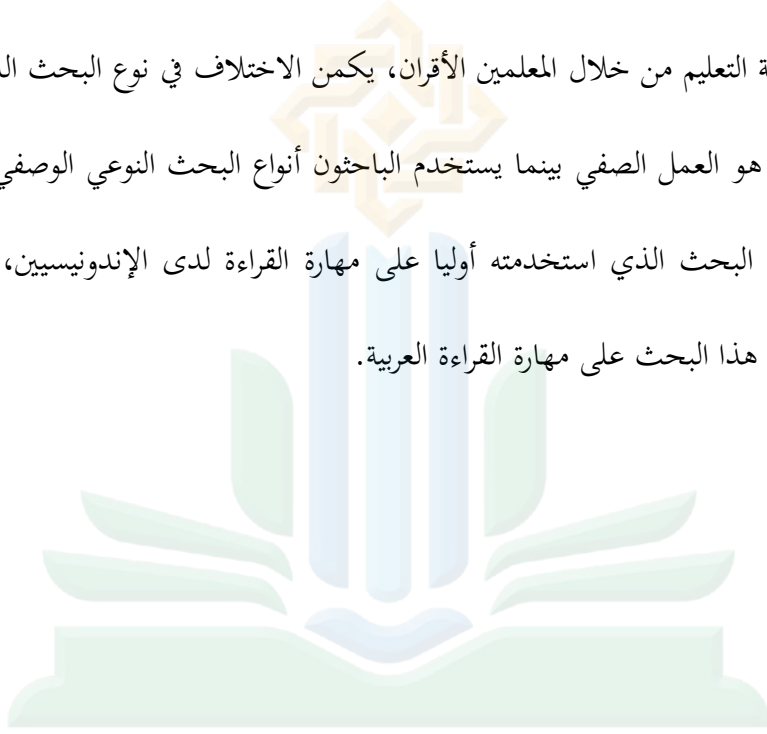 ة التعليم من خلال المعلمين الأقران، يكمن الاختلاف في نوع البحث
هو العمل الصفي بينما يستخدم الباحثون أنواع البحث النوعي الوصفي
البحث الذي استخدمته أوليا على مهارة القراءة لدى الإندونيسيين،
هذا البحث على مهارة القراءة العربية.